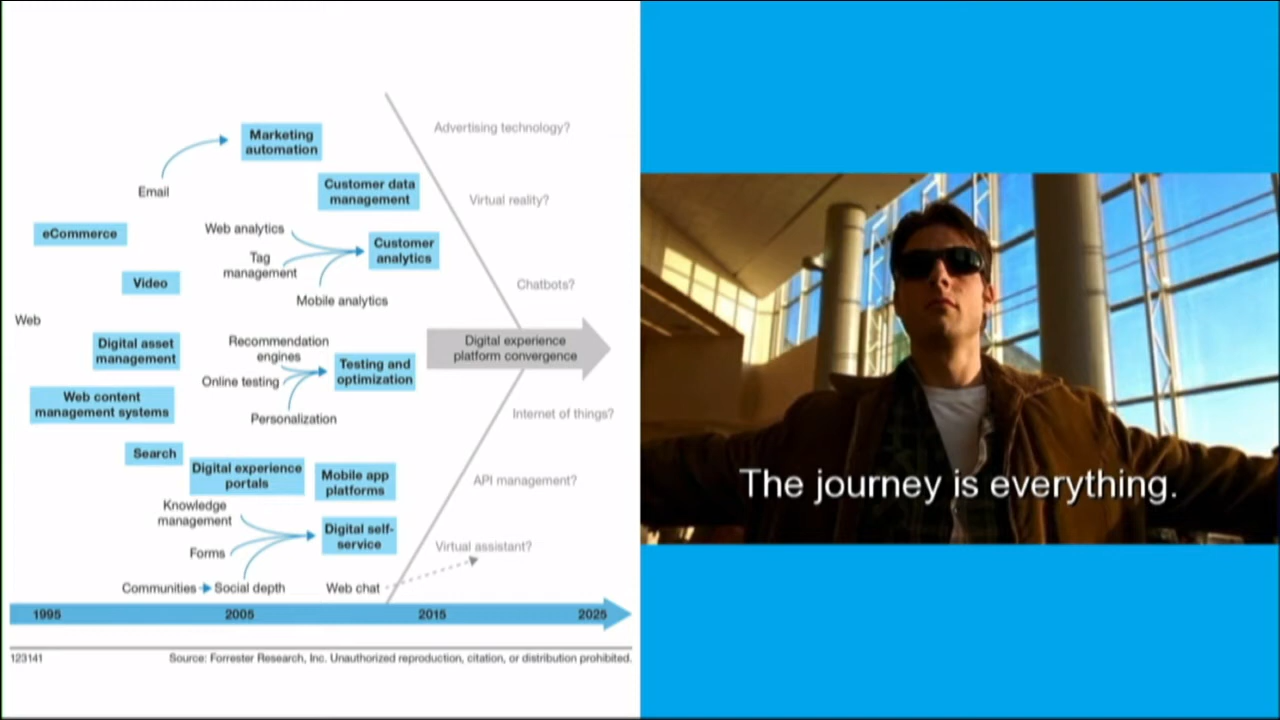 Advertising technology?
Marketing
automation
Email
Customer data
management
Virtual reality?
Web analytics
eCommerce
Customer
analytics
Tag
management
Video
Chatbots?
Mobile analytics
Web
Digital asset
management
Recommendation
engines
Digital experience
platform convergence
Testing and
optimization
Online testing
Web content
management systems
Personalization
Internet of things?
Search
Digital experience
portals
Mobile app
platforms
API management?
Knowledge
management
Digital self-
service
Forms
Virtual assistant?
Communities
Social depth
Web chat
1995
2005
2015
2025
123141
Source: Forrester Research, Inc. Unauthorized reproduction, citation, or distribution prohibited.
The journey is everything.